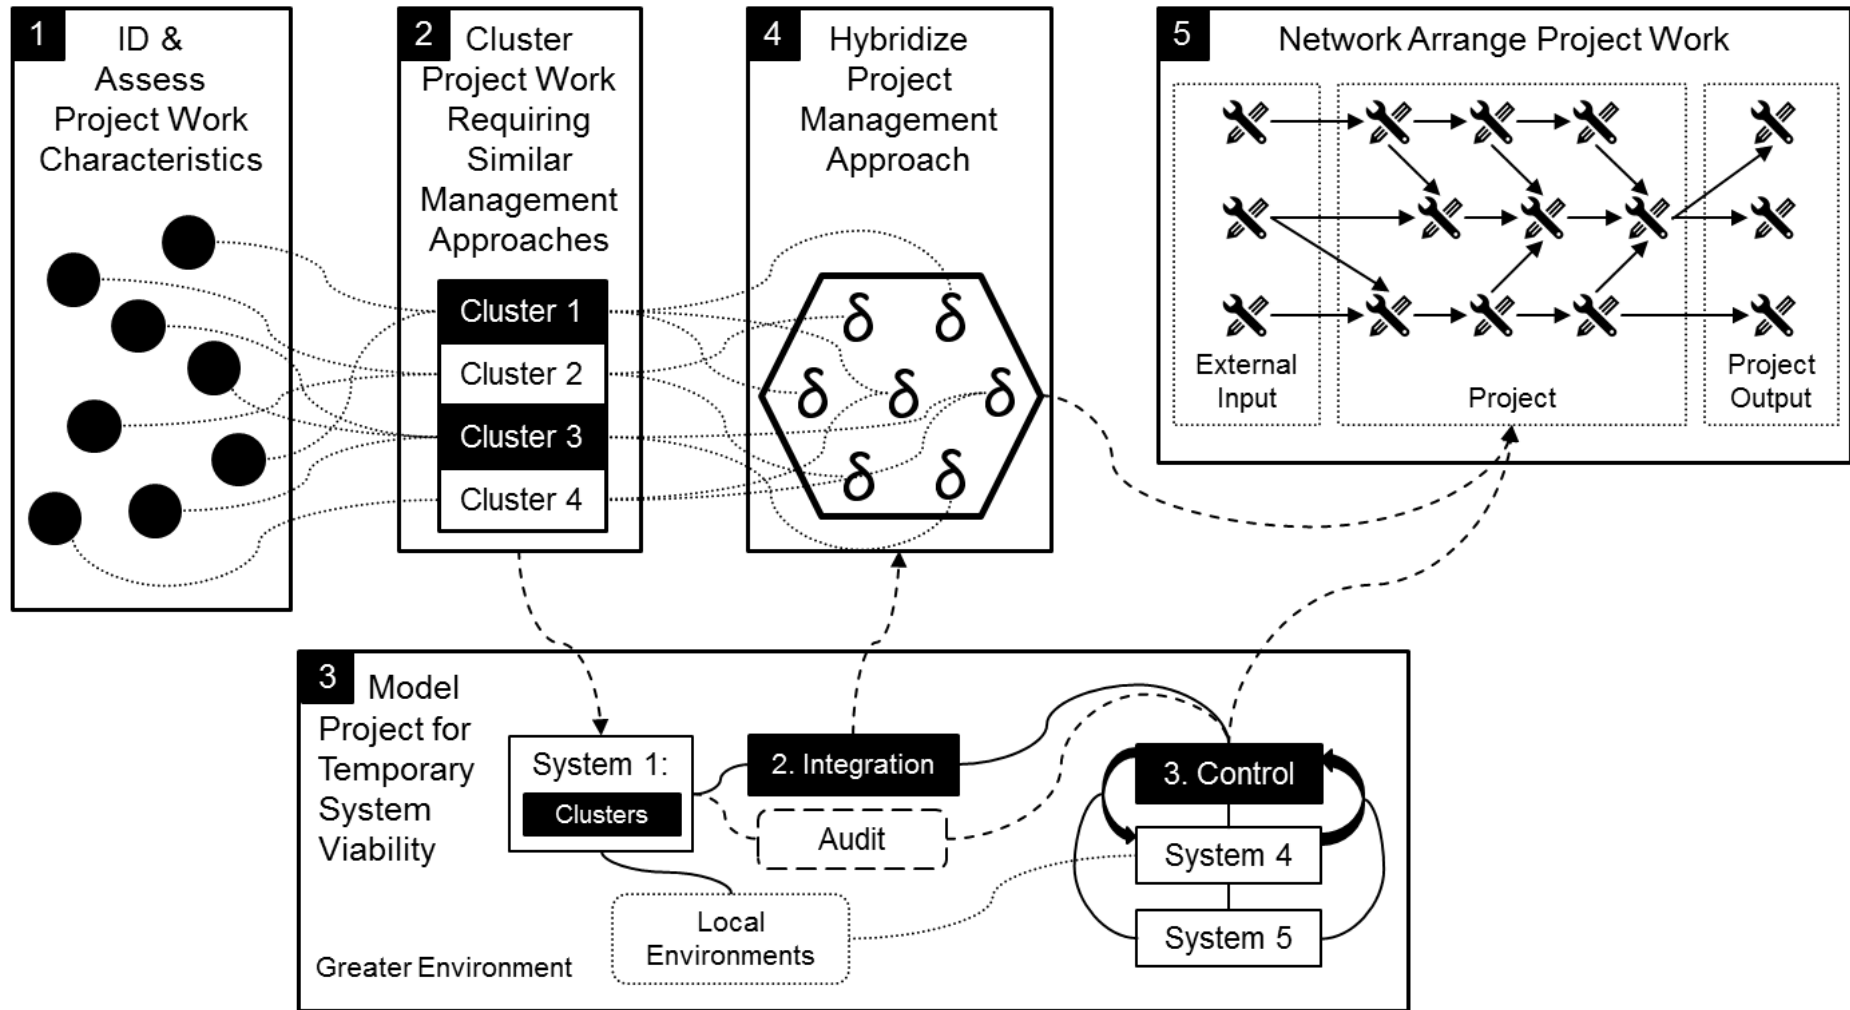 1
ID &
Assess
Project Work
Characteristics
2
Cluster
Project Work
Requiring
Similar
Management
Approaches
Cluster 1
Cluster 2
Cluster 3
Cluster 4
4
Hybridize
Project
Management
Approach
δ δ
δ δ δ
δ δ
5
Network Arrange Project Work
External
Input
Project
Project
Output
3
Model
Project for
Temporary
System
Viability
System 1:
Clusters
2. Integration
Audit
Local
Environments
3. Control
System 4
System 5
Greater Environment